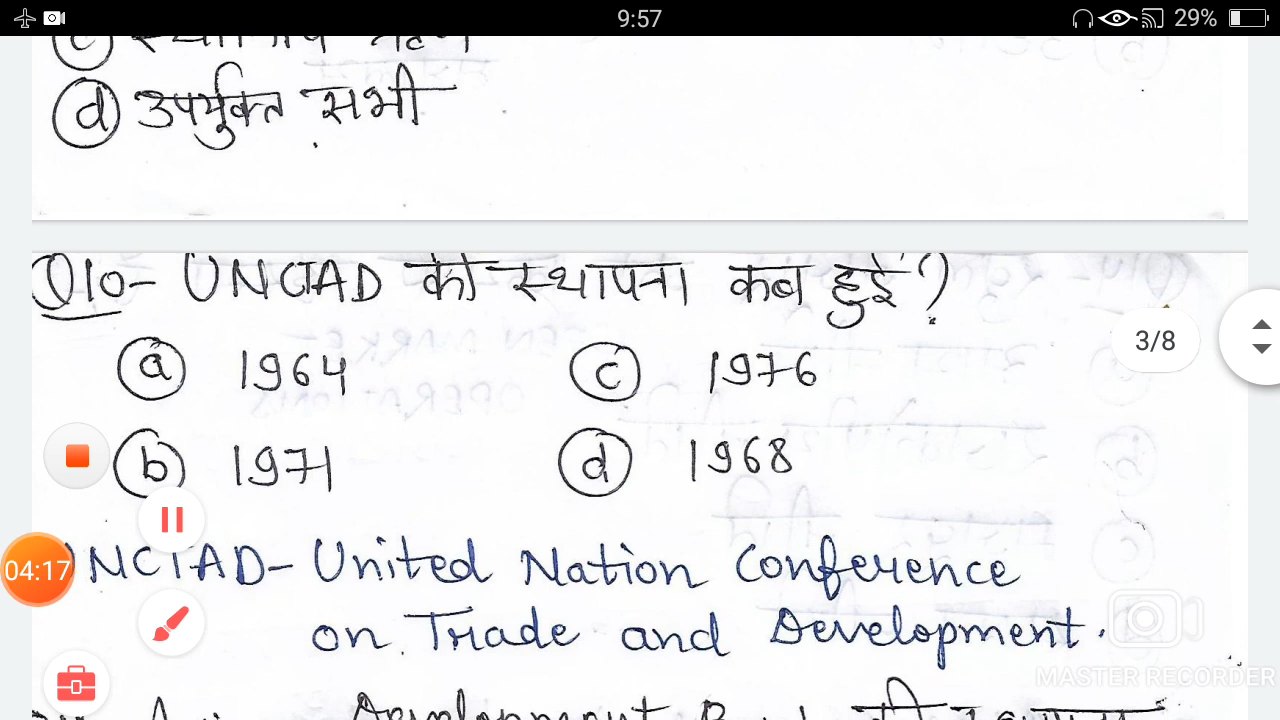 9:57
29%
d उपर्युक्त सभी
Q10- UNCTAD की स्थापना कब हुई?
a 1964 c 1976
3/8
b 1971 d 1968
04:17
UNCTAD- United Nation Conference
on Trade and Development.
MASTER RECORDER
Development